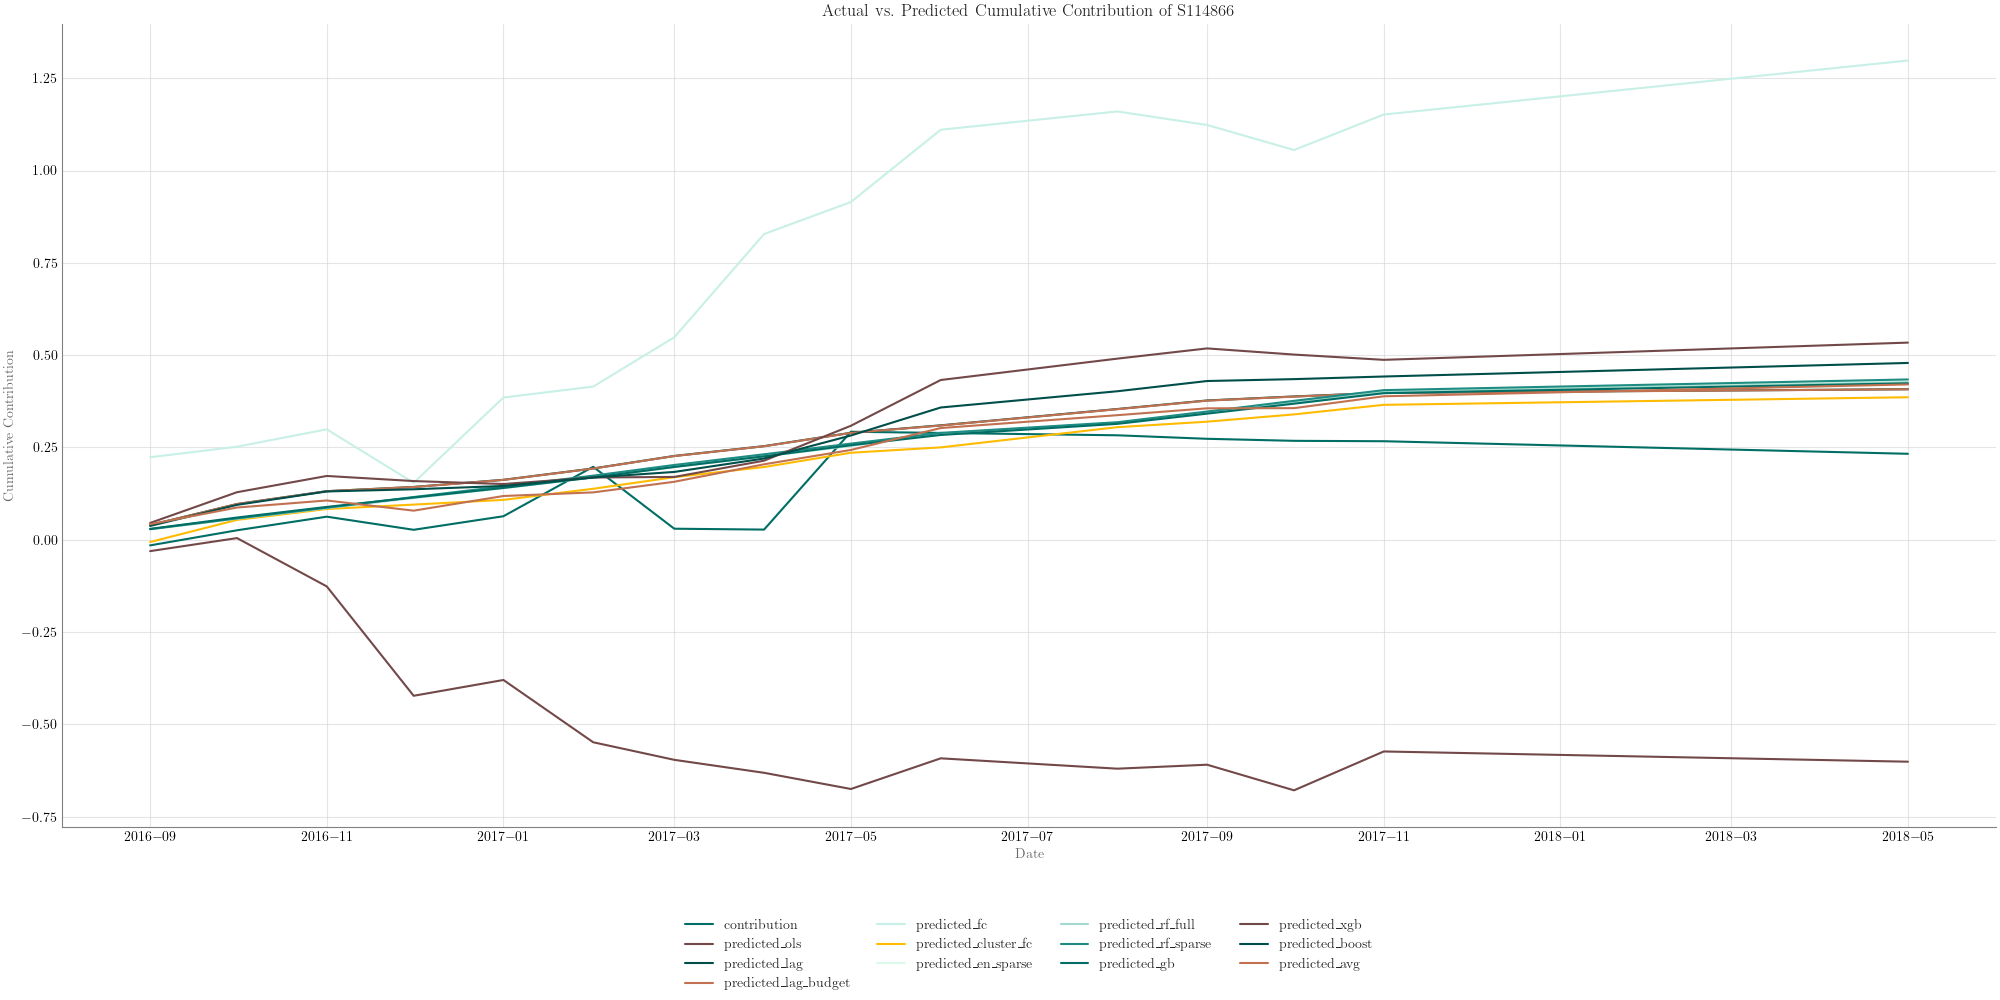 Actual vs. Predicted Cumulative Contribution of S114866
1.25
1.00
0.75
0.50
0.25
0.00
−0.25
−0.50
−0.75
Cumulative Contribution
2016−09 2016−11 2017−01 2017−03 2017−05 2017−07 2017−09 2017−11 2018−01 2018−03 2018−05
Date
contribution predicted_fc predicted_rf_full predicted_xgb
predicted_ols predicted_cluster_fc predicted_rf_sparse predicted_boost
predicted_lag predicted_en_sparse predicted_gb predicted_avg
predicted_lag_budget